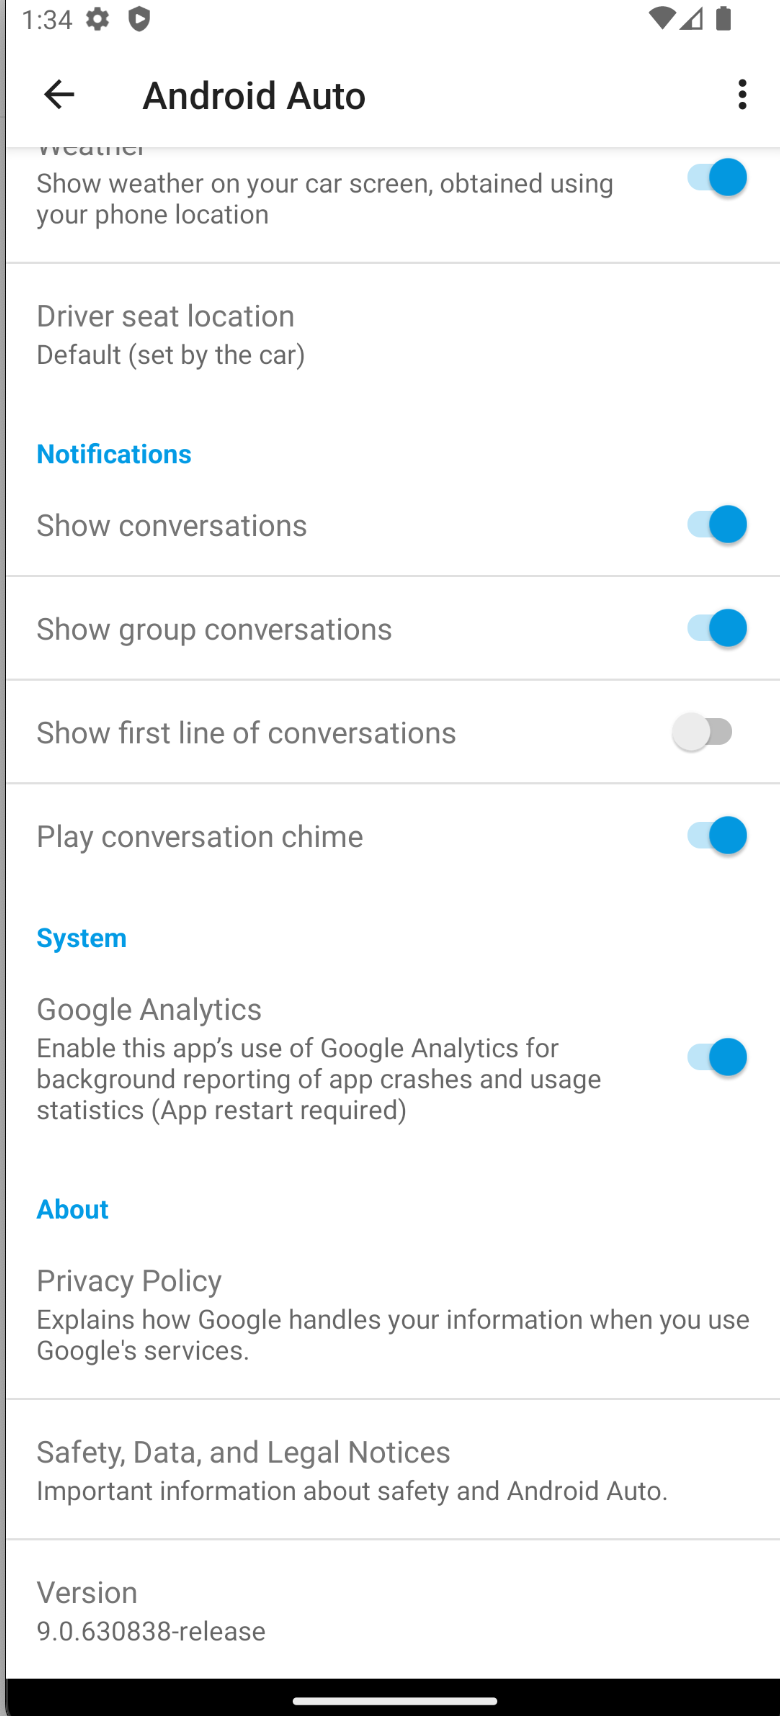 1:34
Android Auto
Weather
Show weather on your car screen, obtained using
your phone location
Driver seat location
Default (set by the car)
Notifications
Show conversations
Show group conversations
Show first line of conversations
Play conversation chime
System
Google Analytics
Enable this app’s use of Google Analytics for
background reporting of app crashes and usage
statistics (App restart required)
About
Privacy Policy
Explains how Google handles your information when you use
Google's services.
Safety, Data, and Legal Notices
Important information about safety and Android Auto.
Version
9.0.630838-release